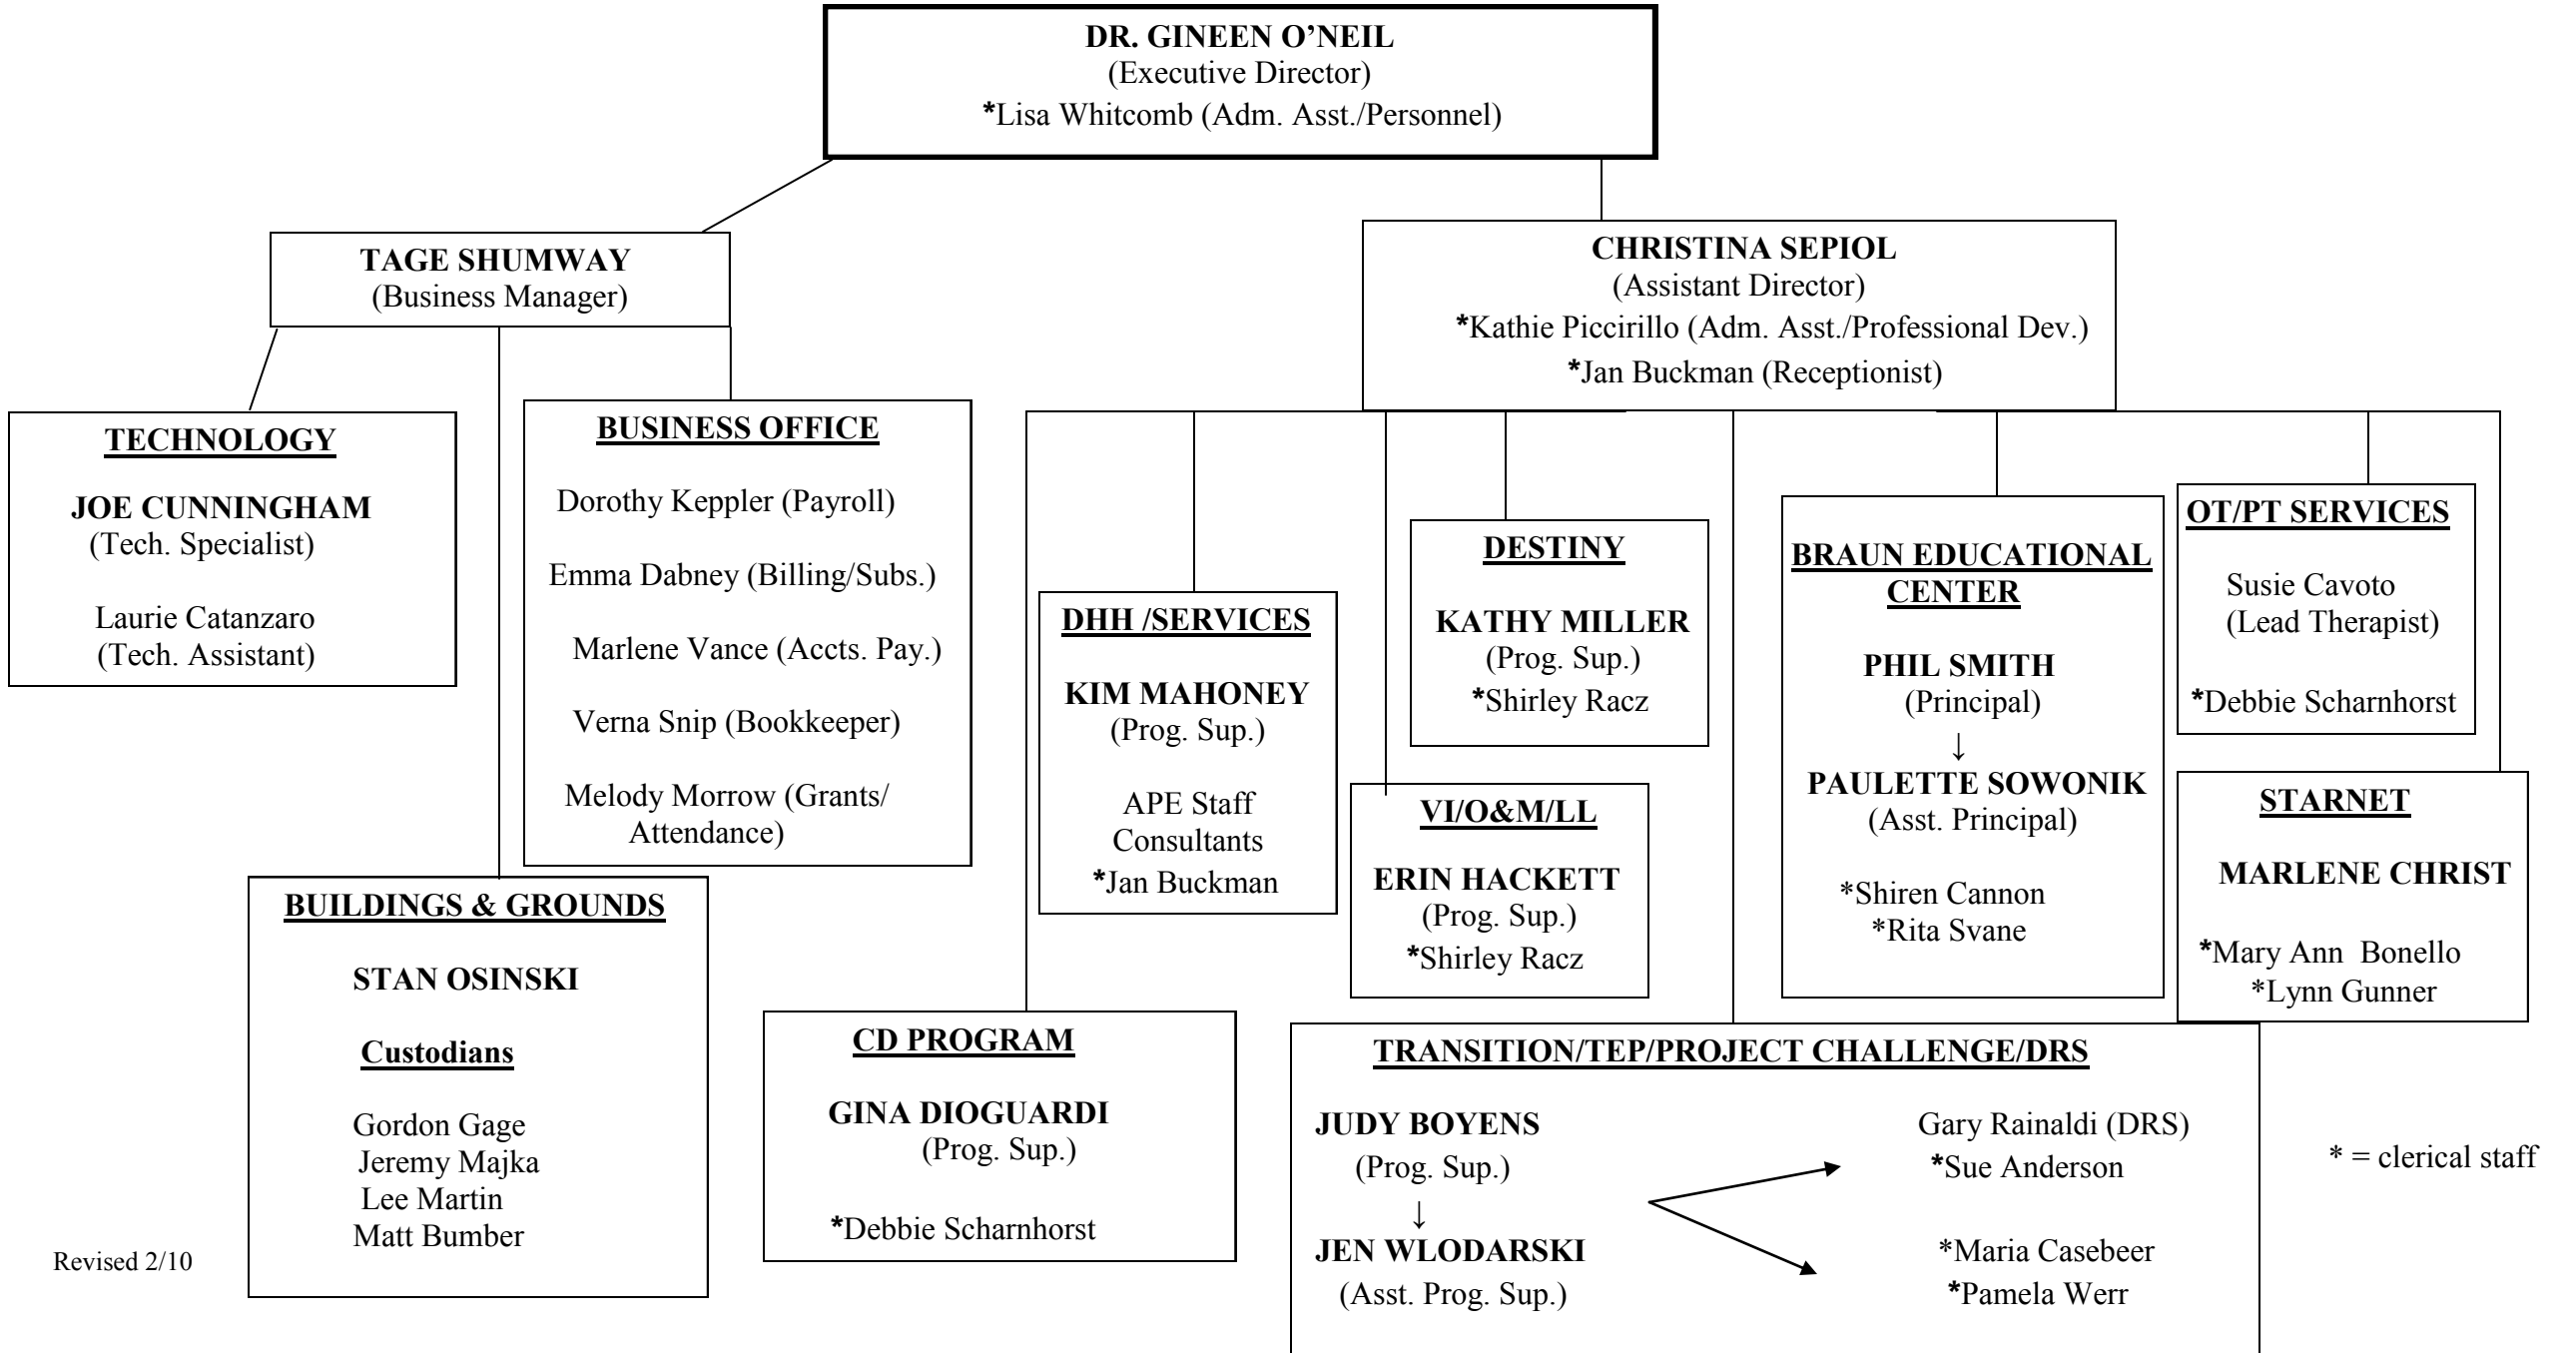 DR. GINEEN O’NEIL
(Executive Director)
*Lisa Whitcomb (Adm. Asst./Personnel)
TAGE SHUMWAY
(Business Manager)
CHRISTINA SEPIOL
(Assistant Director)
*Kathie Piccirillo (Adm. Asst./Professional Dev.)
*Jan Buckman (Receptionist)
TECHNOLOGY
JOE CUNNINGHAM
(Tech. Specialist)
Laurie Catanzaro
(Tech. Assistant)
BUSINESS OFFICE
Dorothy Keppler (Payroll)
Emma Dabney (Billing/Subs.)
Marlene Vance (Accts. Pay.)
Verna Snip (Bookkeeper)
Melody Morrow (Grants/
Attendance)
BUILDINGS & GROUNDS
STAN OSINSKI
Custodians
Gordon Gage
Jeremy Majka
Lee Martin
Matt Bumber
CD PROGRAM
GINA DIOGUARDI
(Prog. Sup.)
*Debbie Scharnhorst
DHH /SERVICES
KIM MAHONEY
(Prog. Sup.)
APE Staff
Consultants
*Jan Buckman
VI/O&M/LL
ERIN HACKETT
(Prog. Sup.)
*Shirley Racz
DESTINY
KATHY MILLER
(Prog. Sup.)
*Shirley Racz
TRANSITION/TEP/PROJECT CHALLENGE/DRS
JUDY BOYENS
(Prog. Sup.)
↓
JEN WLODARSKI
(Asst. Prog. Sup.)
Gary Rainaldi (DRS)
*Sue Anderson
*Maria Casebeer
*Pamela Werr
BRAUN EDUCATIONAL
CENTER
PHIL SMITH
(Principal)
↓
PAULETTE SOWONIK
(Asst. Principal)
*Shiren Cannon
*Rita Svane
OT/PT SERVICES
Susie Cavoto
(Lead Therapist)
*Debbie Scharnhorst
STARNET
MARLENE CHRIST
*Mary Ann  Bonello
*Lynn Gunner
* = clerical staff
Revised 2/10